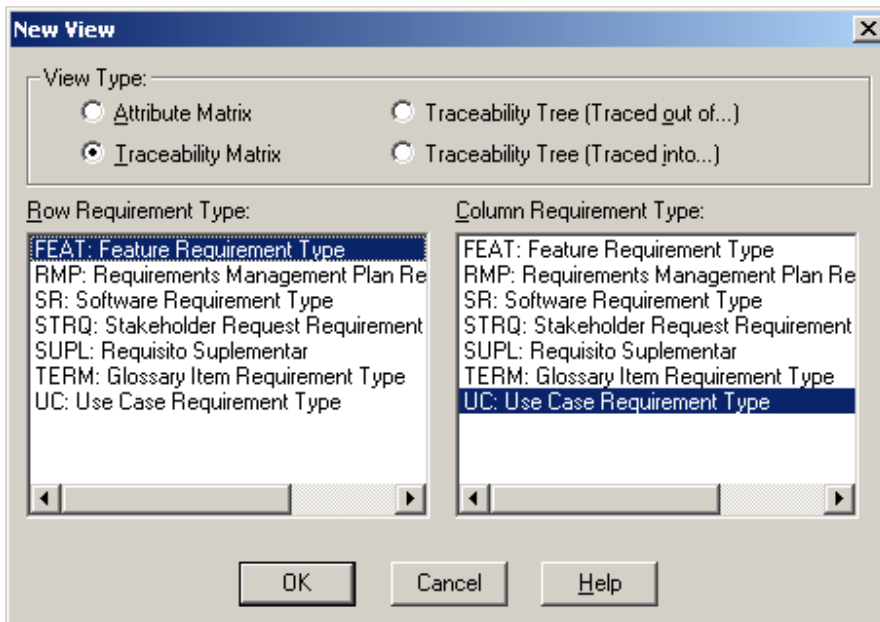 New View
View Type:
Attribute Matrix
Traceability Tree (Traced out of...)
Traceability Matrix
Traceability Tree (Traced into...)
Row Requirement Type:
FEAT: Feature Requirement Type
RMP: Requirements Management Plan Re
SR: Software Requirement Type
STRQ: Stakeholder Request Requirement
SUPL: Requisito Suplementar
TERM: Glossary Item Requirement Type
UC: Use Case Requirement Type
Column Requirement Type:
FEAT: Feature Requirement Type
RMP: Requirements Management Plan Re
SR: Software Requirement Type
STRQ: Stakeholder Request Requirement
SUPL: Requisito Suplementar
TERM: Glossary Item Requirement Type
UC: Use Case Requirement Type
OK
Cancel
Help